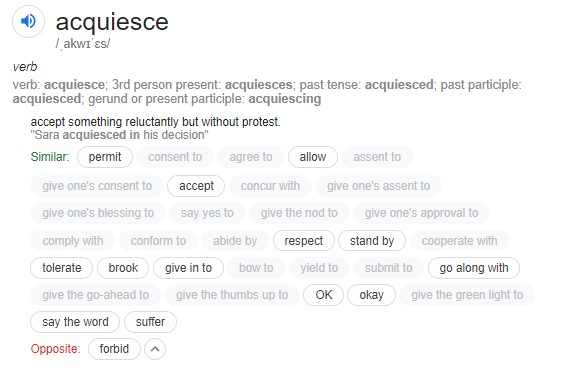 acquiesce
/ˌakwɪˈɛs/
verb
verb: acquiesce; 3rd person present: acquiesces; past tense: acquiesced; past participle:
acquiesced; gerund or present participle: acquiescing
accept something reluctantly but without protest.
"Sara acquiesced in his decision"
Similar: permit consent to agree to allow assent to
give one's consent to accept concur with give one's assent to
give one's blessing to say yes to give the nod to give one's approval to
comply with conform to abide by respect stand by cooperate with
tolerate brook give in to bow to yield to submit to go along with
give the go-ahead to give the thumbs up to OK okay give the green light to
say the word suffer
Opposite: forbid